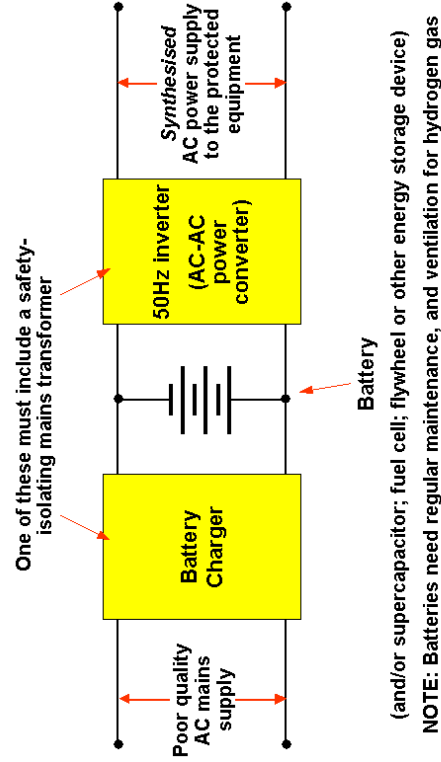 One of these must include a safety-
isolating mains transformer
Poor quality
AC mains
supply
Battery
Charger
50Hz inverter
(AC-AC
power
converter)
Synthesised
AC power supply
to the protected
equipment
Battery
(and/or supercapacitor; fuel cell; flywheel or other energy storage device)
NOTE: Batteries need regular maintenance, and ventilation for hydrogen gas